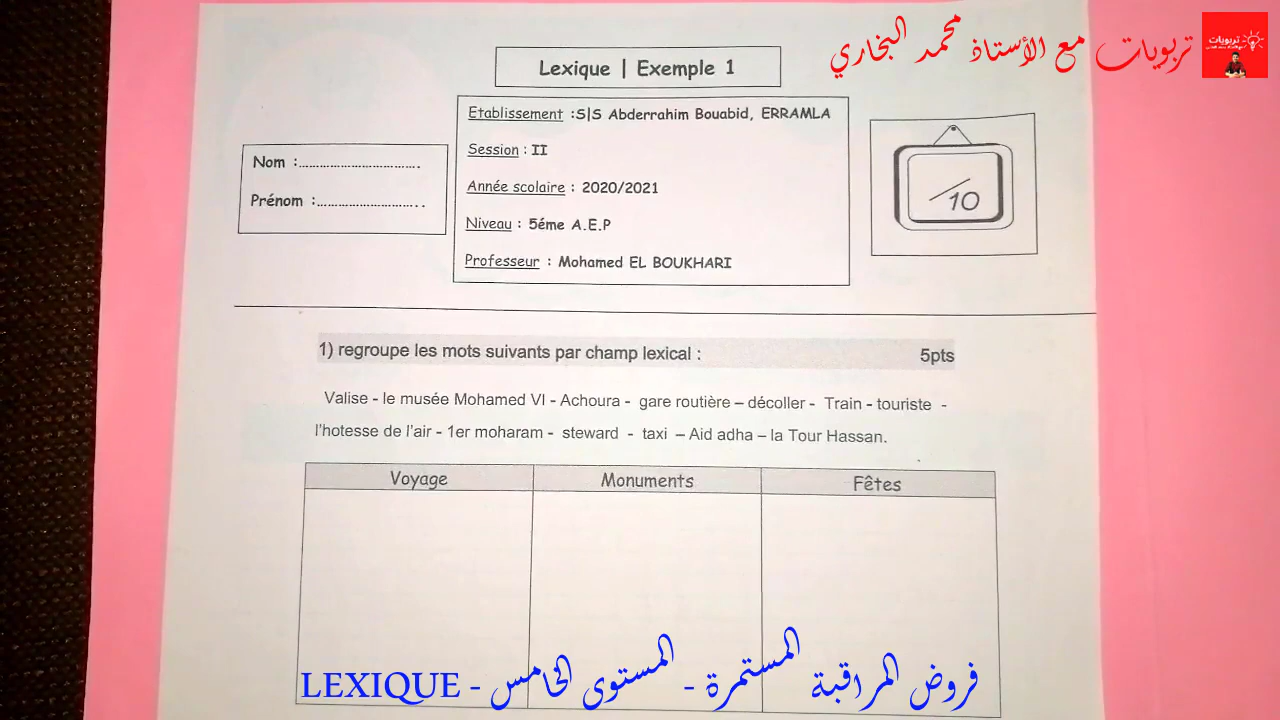 تربويات مع الأستاذ محمد البخاري
تربويات
Lexique | Exemple 1
Nom :……………………………….
Prénom :………………………..
Etablissement :S|S Abderrahim Bouabid, ERRAMLA
Session : II
Année scolaire : 2020/2021
Niveau : 5éme A.E.P
Professeur : Mohamed EL BOUKHARI
/10
1) regroupe les mots suivants par champ lexical : 5pts
Valise - le musée Mohamed VI - Achoura - gare routière – décoller - Train - touriste -
l'hotesse de l'air - 1er moharam - steward - taxi – Aid adha – la Tour Hassan.
Voyage Monuments Fêtes
فروض المراقبة المستمرة - المستوى الخامس - LEXIQUE